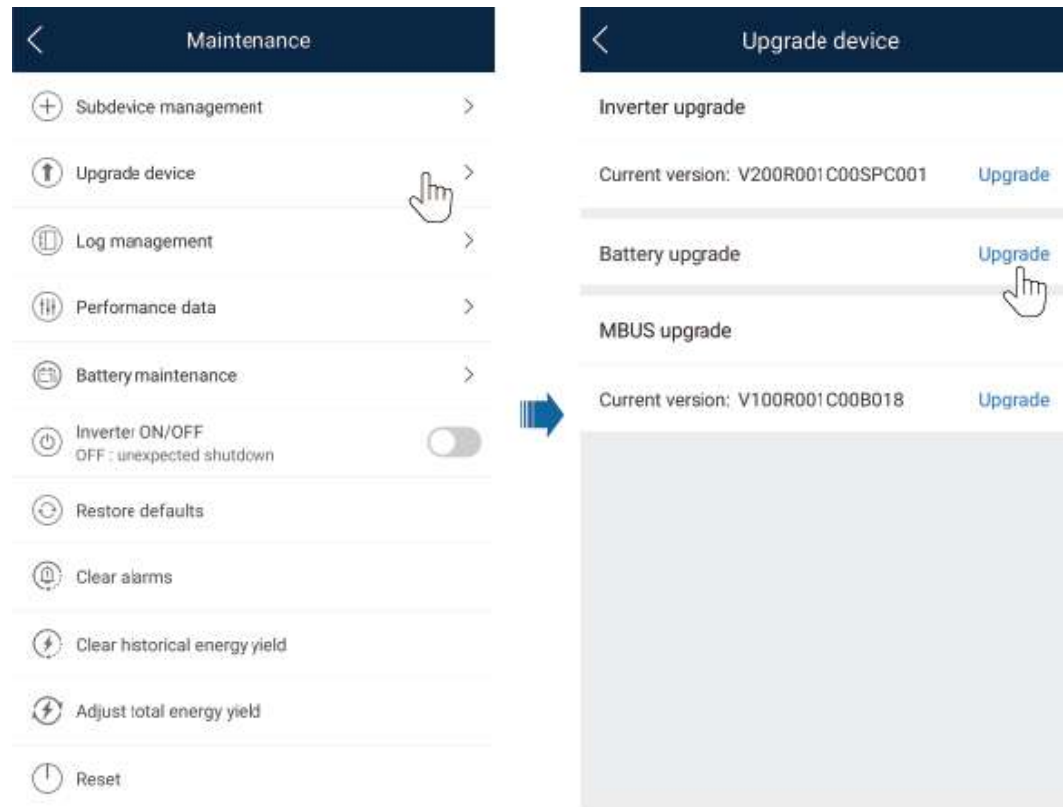 Maintenance
Subdevice management
Upgrade device
Log management
Performance data
Battery maintenance
Inverter ON/OFF
OFF : unexpected shutdown
Restore defaults
Clear alarms
Clear historical energy yield
Adjust total energy yield
Reset
Upgrade device
Inverter upgrade
Current version: V200R001C00SPC001 Upgrade
Battery upgrade Upgrade
MBUS upgrade
Current version: V100R001C00B018 Upgrade